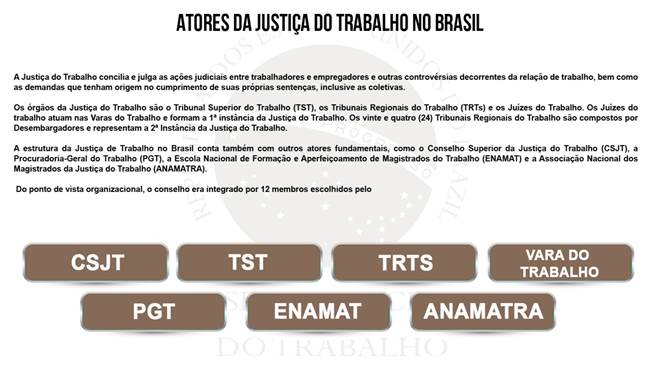 ATORES DA JUSTIÇA DO TRABALHO NO BRASIL
A Justiça do Trabalho concilia e julga as ações judiciais entre trabalhadores e empregadores e outras controvérsias decorrentes da relação de trabalho, bem como
as demandas que tenham origem no cumprimento de suas próprias sentenças, inclusive as coletivas.
Os órgãos da Justiça do Trabalho são o Tribunal Superior do Trabalho (TST), os Tribunais Regionais do Trabalho (TRTs) e os Juízes do Trabalho. Os Juízes do
trabalho atuam nas Varas do Trabalho e formam a 1ª instância da Justiça do Trabalho. Os vinte e quatro (24) Tribunais Regionais do Trabalho são compostos por
Desembargadores e representam a 2ª Instância da Justiça do Trabalho.
A estrutura da Justiça de Trabalho no Brasil conta também com outros atores fundamentais, como o Conselho Superior da Justiça do Trabalho (CSJT), a
Procuradoria-Geral do Trabalho (PGT), a Escola Nacional de Formação e Aperfeiçoamento de Magistrados do Trabalho (ENAMAT) e a Associação Nacional dos
Magistrados da Justiça do Trabalho (ANAMATRA).
Do ponto de vista organizacional, o conselho era integrado por 12 membros escolhidos pelo
CSJT
TST
TRTS
VARA DO
TRABALHO
PGT
ENAMAT
ANAMATRA
DO TRABALHO